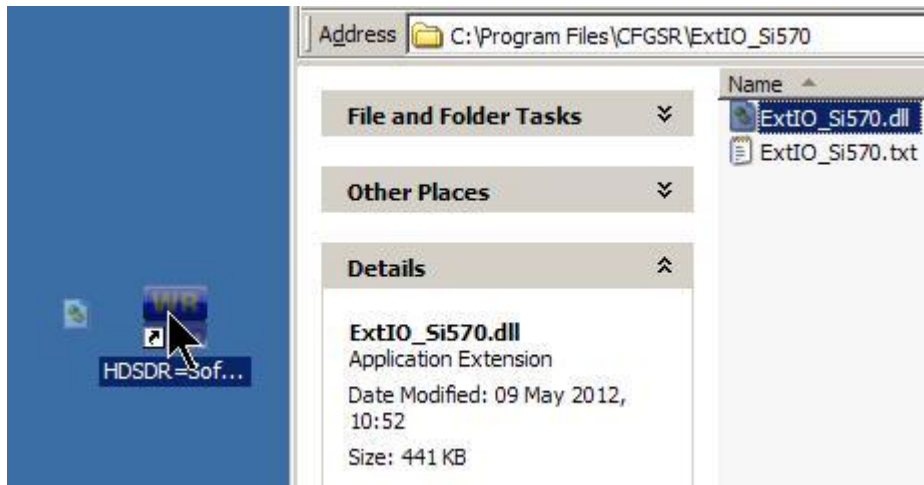 Address C:\Program Files\CFGSR\ExtIO_Si570
Name
ExtIO_Si570.dll
ExtIO_Si570.txt
File and Folder Tasks
Other Places
Details
ExtIO_Si570.dll
Application Extension
Date Modified: 09 May 2012,
10:52
Size: 441 KB
WR
HDSDR=Sof...